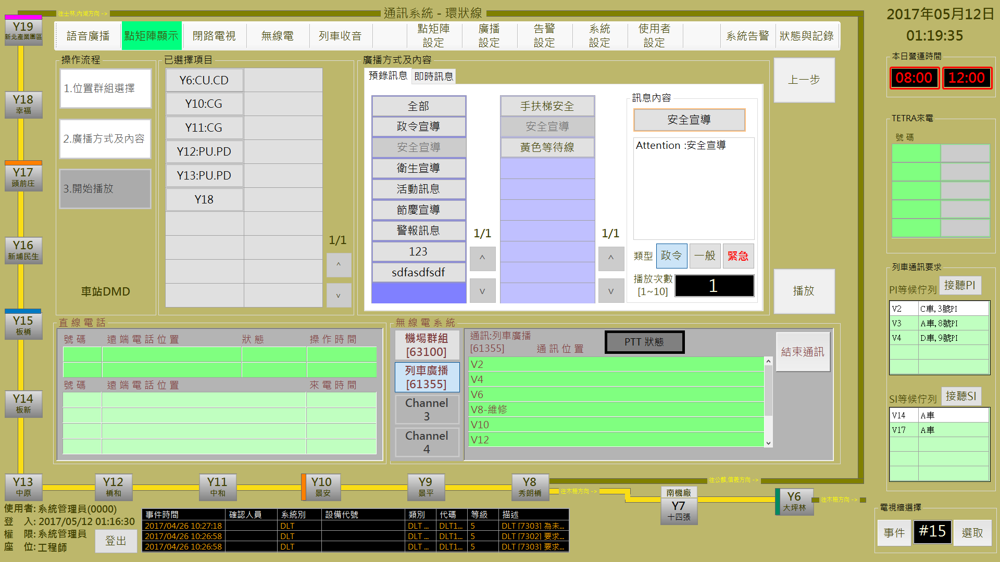 往士林,內湖方向 ->
通訊系統 - 環狀線
2017年05月12日
01:19:35
Y19
新北產業園區
語音廣播
點矩陣顯示
閉路電視
無線電
列車收音
點矩陣
設定
廣播
設定
告警
設定
系統
設定
使用者
設定
系統告警
狀態與記錄
操作流程
1.位置群組選擇
2.廣播方式及內容
3.開始播放
車站DMD
已選擇項目
Y6:CU.CD
Y10:CG
Y11:CG
Y12:PU.PD
Y13:PU.PD
Y18
1/1
^
v
廣播方式及內容
預錄訊息
即時訊息
全部
政令宣導
安全宣導
衛生宣導
活動訊息
節慶宣導
警報訊息
123
sdfasdfsdf
1/1
^
v
手扶梯安全
安全宣導
黃色等待線
1/1
^
v
訊息內容
安全宣導
Attention :安全宣導
類型
政令
一般
緊急
播放次數
[1~10]
1
上一步
播放
本日營運時間
08:00
12:00
TETRA來電
號 碼
列車通訊要求
PI等候佇列
接聽PI
V2 C車,3號PI
V3 A車,8號PI
V4 D車,9號PI
SI等候佇列
接聽SI
V14 A車
V17 A車
Y18
幸福
Y17
頭前庄
Y16
新埔民生
Y15
板橋
Y14
板新
直 線 電 話
號 碼 遠 端 電 話 位 置 狀 態 操 作 時 間
號 碼 遠 端 電 話 位 置 來 電 時 間
無 線 電 系 統
機場群組
[63100]
列車廣播
[61355]
Channel
3
Channel
4
通訊:列車廣播
[61355]
通 訊 位 置
PTT 狀態
結束通訊
V2
V4
V6
V8-維修
V10
V12
Y13
中原
Y12
橋和
Y11
中和
Y10
景安
Y9
景平
Y8
秀朗橋
往公館,信義方向 ->
往木柵方向 ->
南機廠
Y7
十四張
Y6
大坪林
往木柵方向 ->
使用者: 系統管理員(0000)
登 入: 2017/05/12 01:16:30
權 限: 系統管理員
座 位: 工程師
登出
事件時間 確認人員 系統別 設備代號 類別 代碼 等級 描述
2017/04/26 10:27:18 DLT DLT ... DLT1... 5 DLT [7303] 為未...
2017/04/26 10:26:58 DLT DLT ... DLT1... 5 DLT [7302] 要求...
2017/04/26 10:26:58 DLT DLT ... DLT1... 5 DLT [7303] 要求...
電視牆選擇
事件
#15
選取